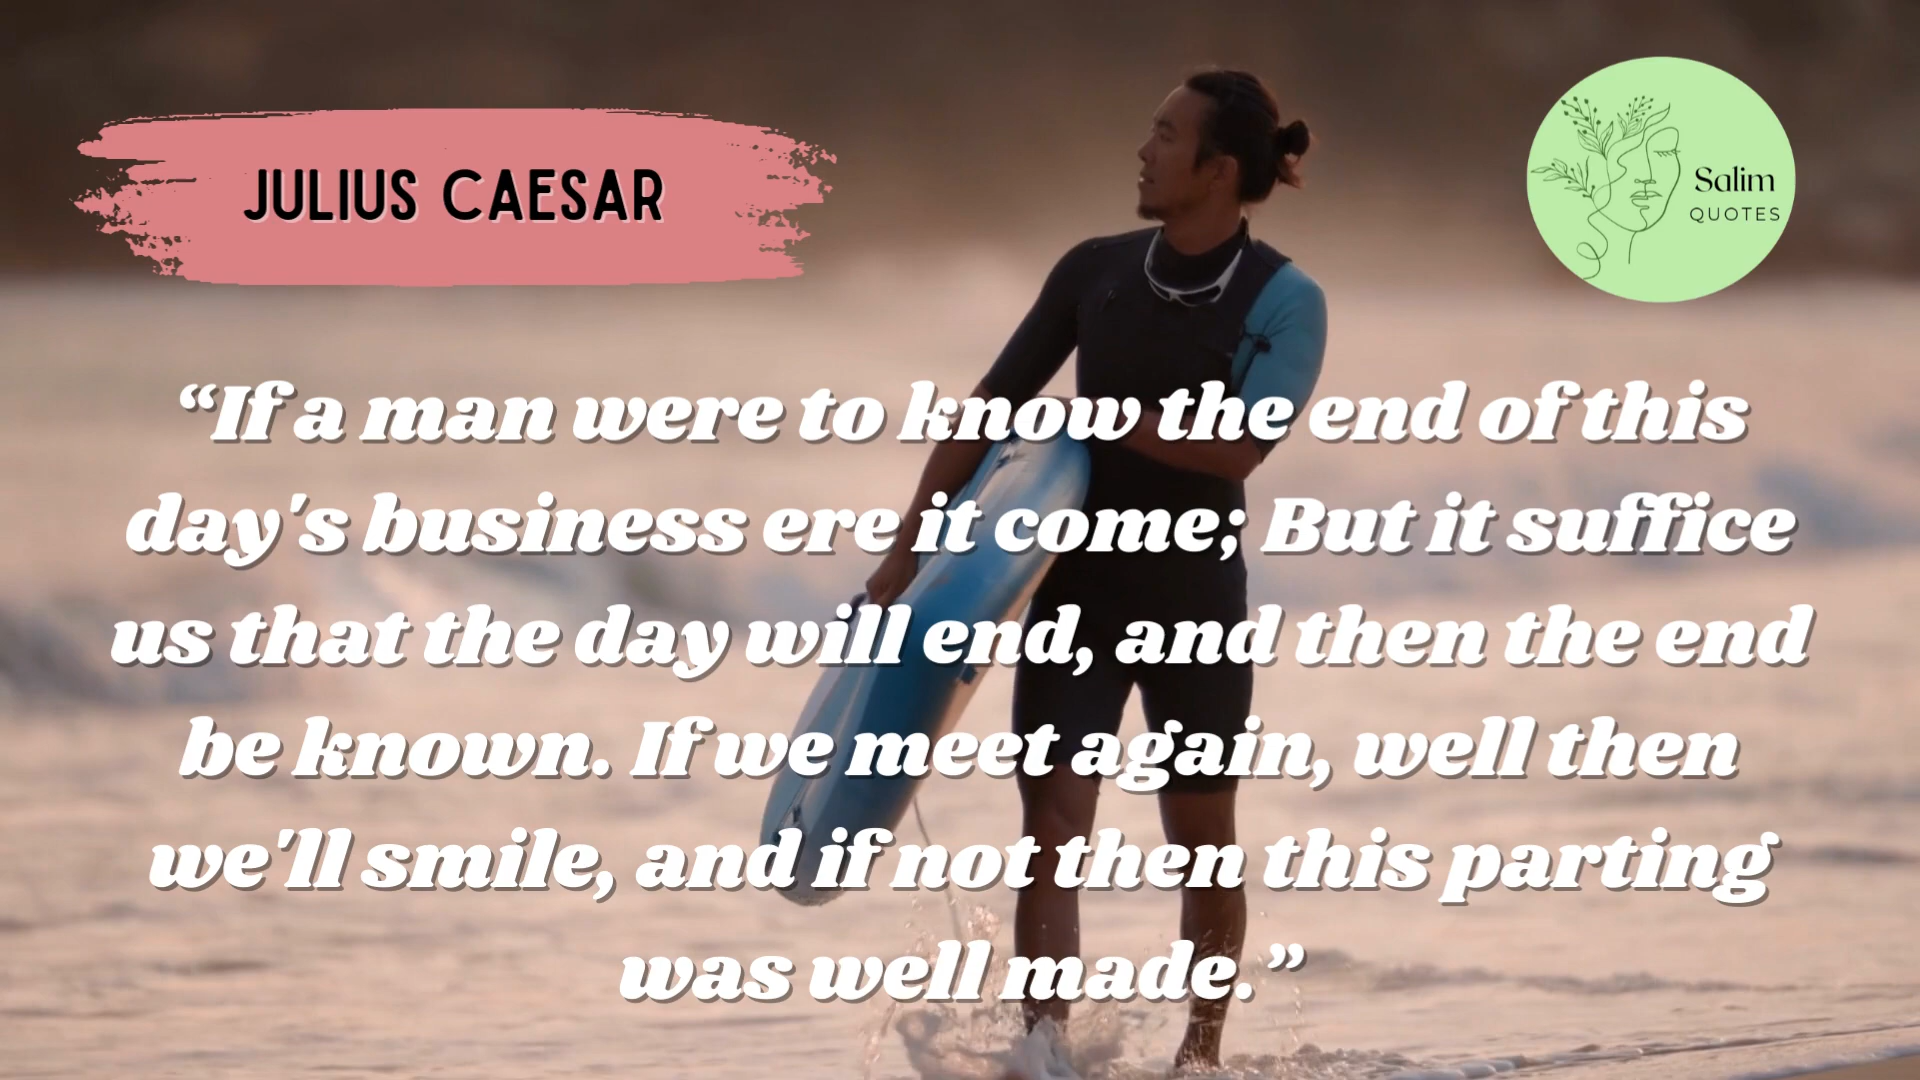 JULIUS CAESAR
Salim
QUOTES
“If a man were to know the end of this
day's business ere it come; But it suffice
us that the day will end, and then the end
be known. If we meet again, well then
we'll smile, and if not then this parting
was well made.”